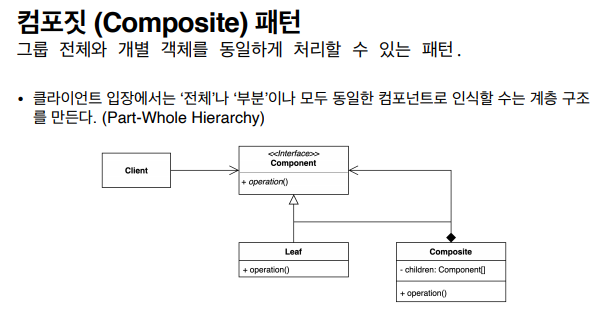 컴포짓 (Composite) 패턴
그룹 전체와 개별 객체를 동일하게 처리할 수 있는 패턴.
• 클라이언트 입장에서는 ‘전체’나 ‘부분’이나 모두 동일한 컴포넌트로 인식할 수는 계층 구조
를 만든다. (Part-Whole Hierarchy)
<<Interface>>
Component
+ operation()
Client
Leaf
+ operation()
Composite
- children: Component[]
+ operation()